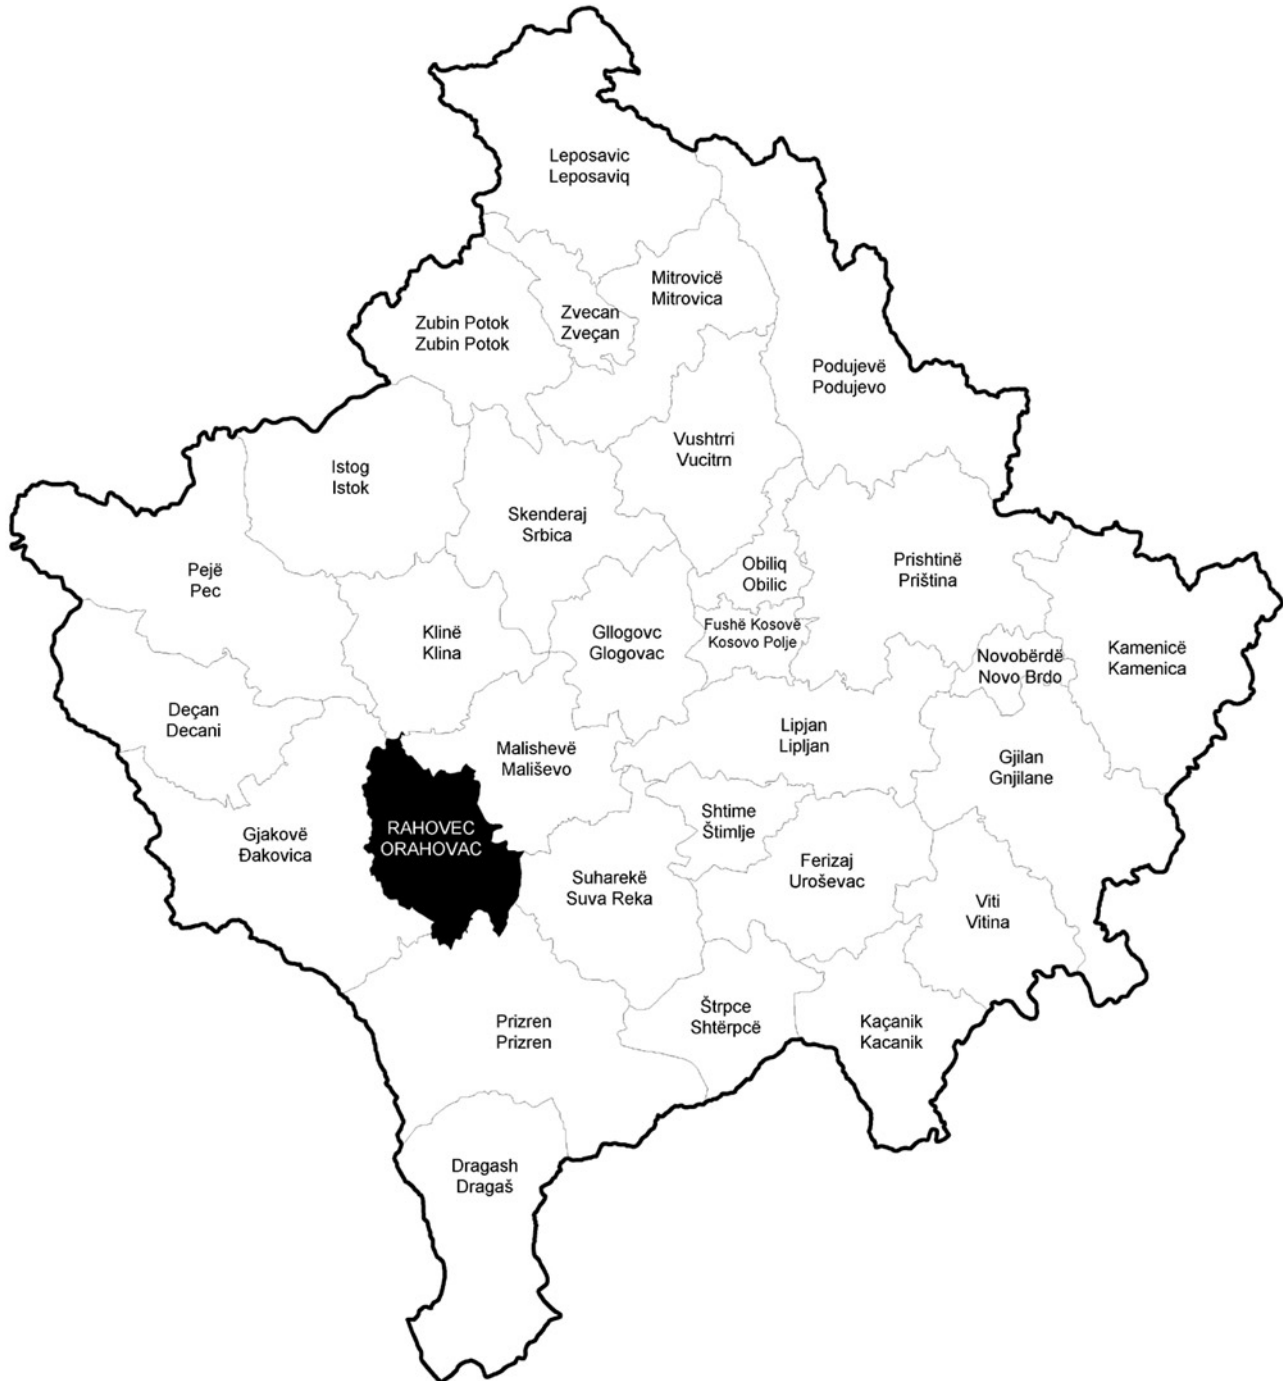 Leposavic
Leposaviq
Mitrovicë
Mitrovica
Zvecan
Zveçan
Zubin Potok
Zubin Potok
Podujevë
Podujevo
Vushtrri
Vucitrn
Istog
Istok
Skenderaj
Srbica
Obiliq
Obilic
Prishtinë
Priština
Pejë
Pec
Klinë
Klina
Gllogovc
Glogovac
Fushë Kosovë
Kosovo Polje
Novobërdë
Novo Brdo
Kamenicë
Kamenica
Deçan
Decani
Lipjan
Lipljan
Malishevë
Mališevo
Gjilan
Gnjilane
Shtime
Štimlje
RAHOVEC
ORAHOVAC
Gjakovë
Đakovica
Ferizaj
Uroševac
Suharekë
Suva Reka
Viti
Vitina
Štrpce
Shtërpcë
Kaçanik
Kacanik
Prizren
Prizren
Dragash
Dragaš